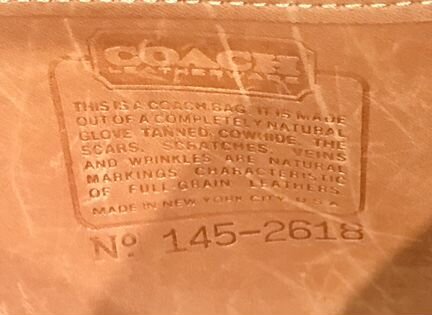 COACH
LEATHERWARE
THIS IS A COACH BAG. IT IS MADE
OUT OF A COMPLETELY NATURAL
GLOVE TANNED COWHIDE. THE
SCARS, SCRATCHES, VEINS
AND WRINKLES ARE NATURAL
MARKINGS CHARACTERISTIC
OF FULL-GRAIN LEATHERS.
MADE IN NEW YORK CITY, U.S.A.
Nº 145-2618